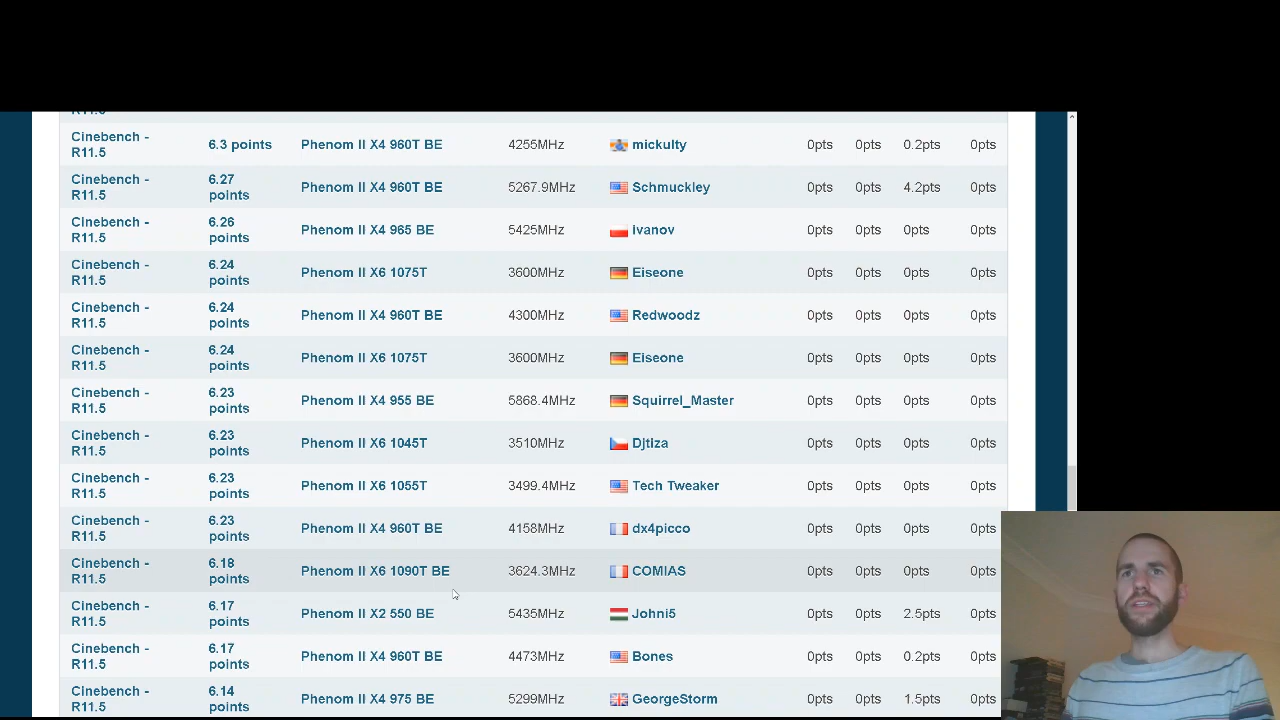 R11.5
Cinebench -
R11.5
6.3 points
Phenom II X4 960T BE
4255MHz
mickulty
0pts
0pts
0.2pts
0pts
Cinebench -
R11.5
6.27
points
Phenom II X4 960T BE
5267.9MHz
Schmuckley
0pts
0pts
4.2pts
0pts
Cinebench -
R11.5
6.26
points
Phenom II X4 965 BE
5425MHz
ivanov
0pts
0pts
0pts
0pts
Cinebench -
R11.5
6.24
points
Phenom II X6 1075T
3600MHz
Eiseone
0pts
0pts
0pts
0pts
Cinebench -
R11.5
6.24
points
Phenom II X4 960T BE
4300MHz
Redwoodz
0pts
0pts
0pts
0pts
Cinebench -
R11.5
6.24
points
Phenom II X6 1075T
3600MHz
Eiseone
0pts
0pts
0pts
0pts
Cinebench -
R11.5
6.23
points
Phenom II X4 955 BE
5868.4MHz
Squirrel_Master
0pts
0pts
0pts
0pts
Cinebench -
R11.5
6.23
points
Phenom II X6 1045T
3510MHz
Djtiza
0pts
0pts
0pts
0pts
Cinebench -
R11.5
6.23
points
Phenom II X6 1055T
3499.4MHz
Tech Tweaker
0pts
0pts
0pts
0pts
Cinebench -
R11.5
6.23
points
Phenom II X4 960T BE
4158MHz
dx4picco
0pts
0pts
0pts
0pts
Cinebench -
R11.5
6.18
points
Phenom II X6 1090T BE
3624.3MHz
COMIAS
0pts
0pts
0pts
0pts
Cinebench -
R11.5
6.17
points
Phenom II X2 550 BE
5435MHz
Johni5
0pts
0pts
2.5pts
0pts
Cinebench -
R11.5
6.17
points
Phenom II X4 960T BE
4473MHz
Bones
0pts
0pts
0.2pts
0pts
Cinebench -
R11.5
6.14
points
Phenom II X4 975 BE
5299MHz
GeorgeStorm
0pts
0pts
1.5pts
0pts